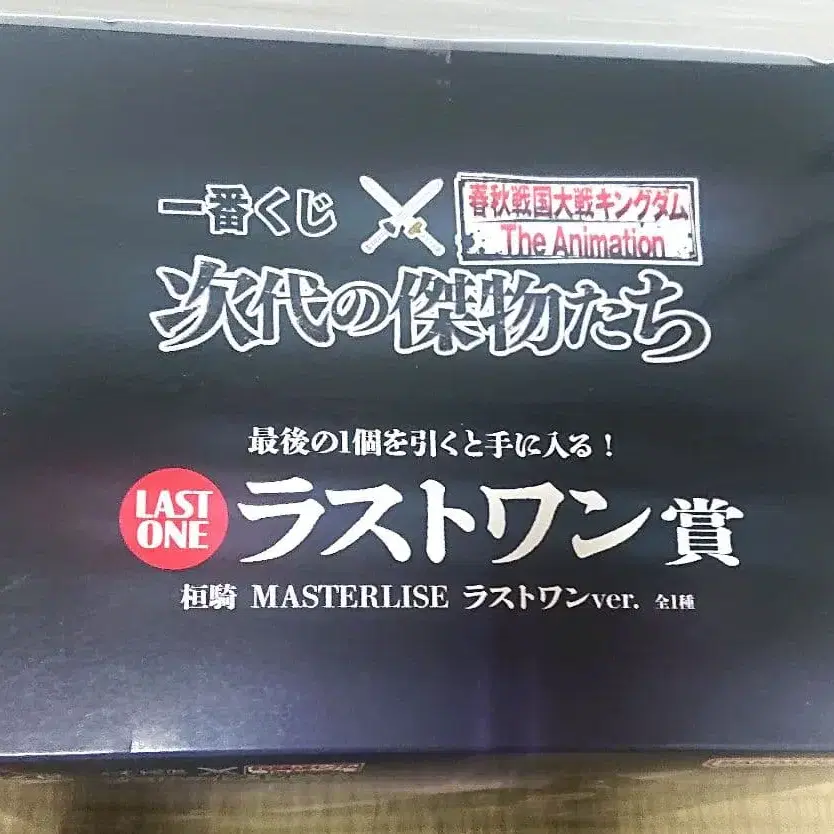 一番くじ
春秋戦国大戦キングダム
The Animation
次代の傑物たち
最後の1個を引くと手に入る!
LAST
ONE
ラストワン賞
桓騎 MASTERLISE ラストワンver. 全1種